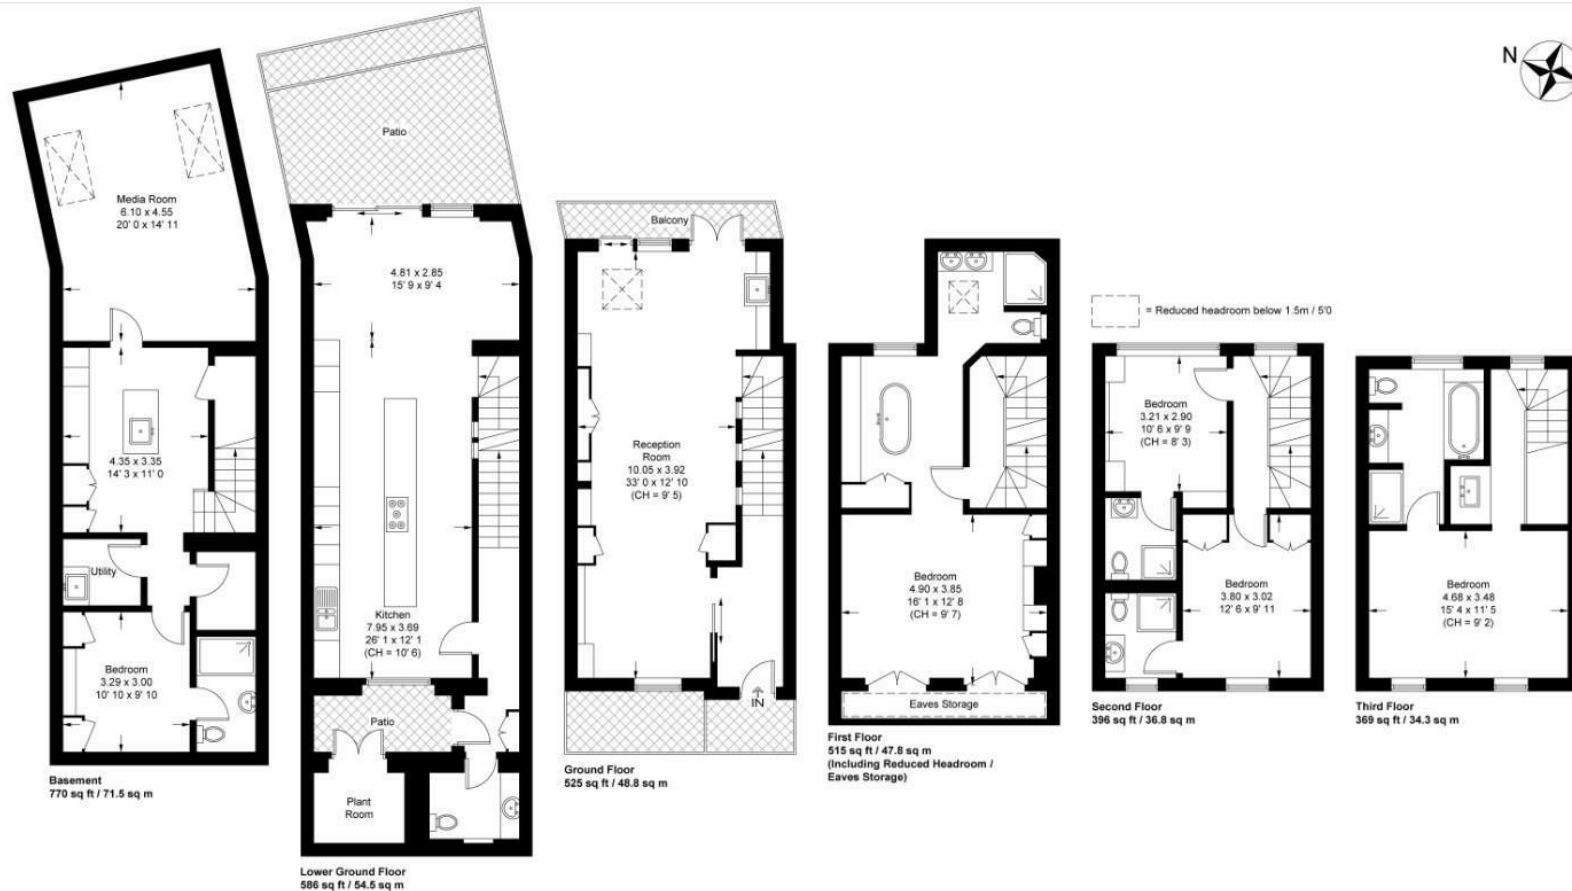 N
Media Room
6.10 x 4.55
20' 0 x 14' 11
4.35 x 3.35
14' 3 x 11' 0
Utility
Bedroom
3.29 x 3.00
10' 10 x 9' 10
Basement
770 sq ft / 71.5 sq m
Patio
4.81 x 2.85
15' 9 x 9' 4
Kitchen
7.95 x 3.69
26' 1 x 12' 1
(CH = 10' 6)
Patio
Plant
Room
Lower Ground Floor
586 sq ft / 54.5 sq m
Balcony
Reception
Room
10.05 x 3.92
33' 0 x 12' 10
(CH = 9' 5)
IN
Ground Floor
525 sq ft / 48.8 sq m
Bedroom
4.90 x 3.85
16' 1 x 12' 8
(CH = 9' 7)
Eaves Storage
First Floor
515 sq ft / 47.8 sq m
(Including Reduced Headroom /
Eaves Storage)
= Reduced headroom below 1.5m / 5'0
Bedroom
3.21 x 2.90
10' 6 x 9' 9
(CH = 8' 3)
Bedroom
3.80 x 3.02
12' 6 x 9' 11
Second Floor
396 sq ft / 36.8 sq m
Bedroom
4.68 x 3.48
15' 4 x 11' 5
(CH = 9' 2)
Third Floor
369 sq ft / 34.3 sq m